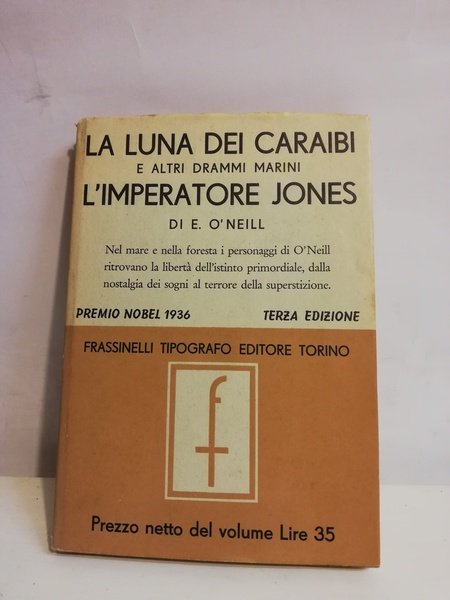 LA LUNA DEI CARAIBI
E ALTRI DRAMMI MARINI
L'IMPERATORE JONES
DI E. O'NEILL
Nel mare e nella foresta i personaggi di O'Neill
ritrovano la libertà dell'istinto primordiale, dalla
nostalgia dei sogni al terrore della superstizione.
PREMIO NOBEL 1936 TERZA EDIZIONE
FRASSINELLI TIPOGRAFO EDITORE TORINO
f
Prezzo netto del volume Lire 35